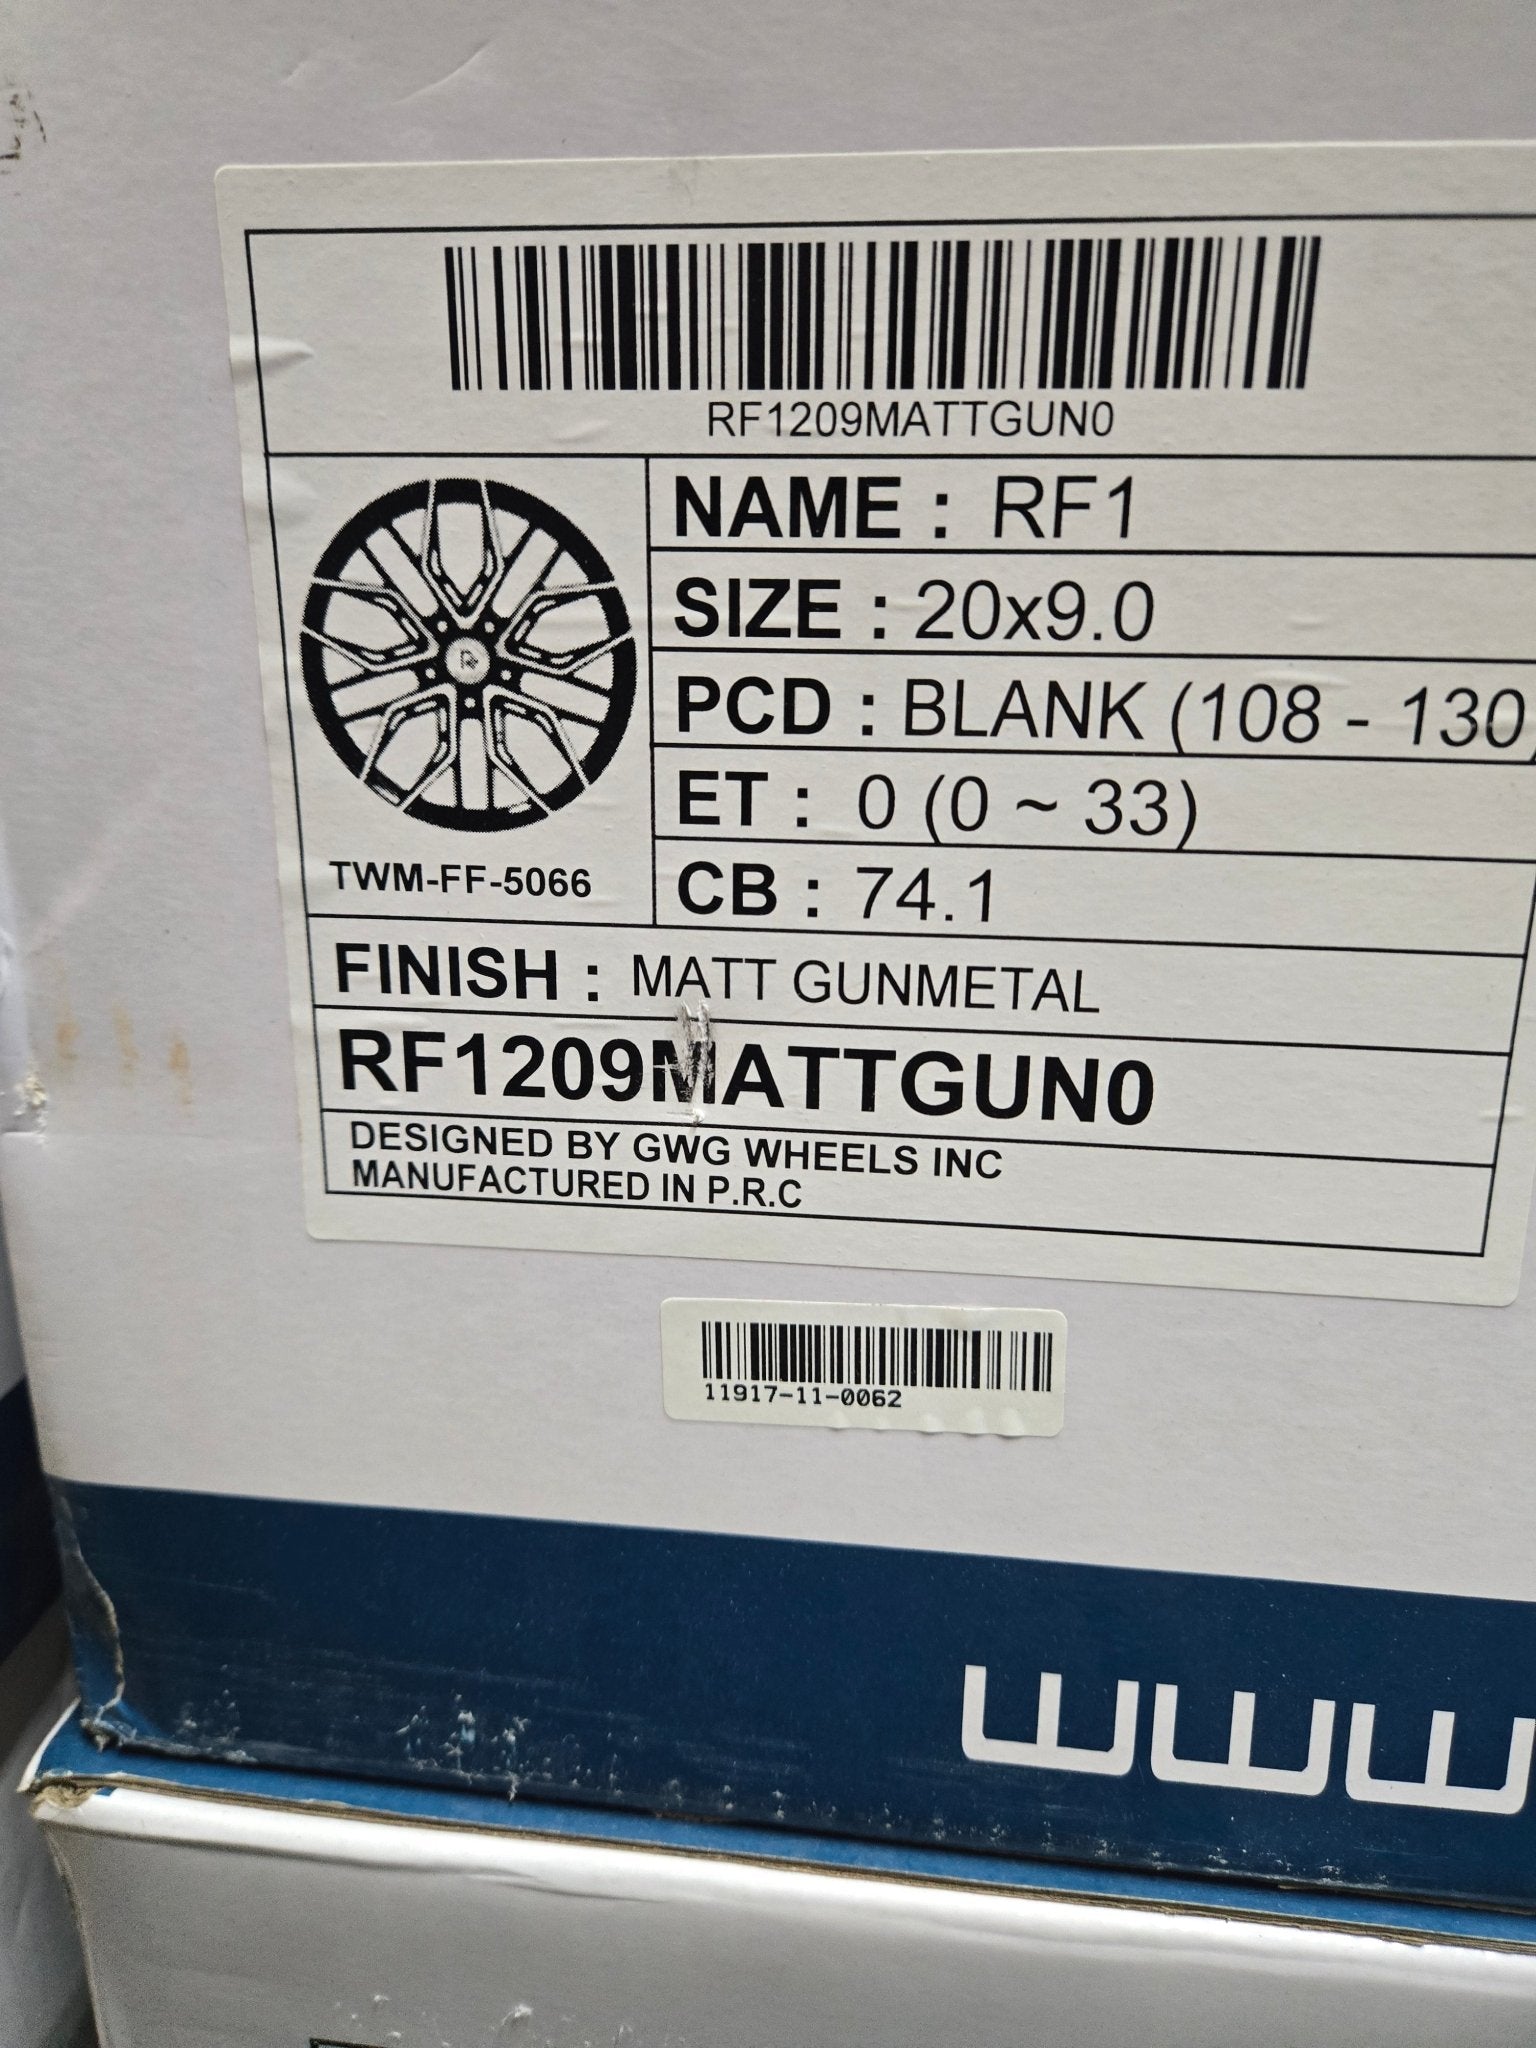 RF1209MATTGUN0
NAME : RF1
SIZE : 20x9.0
PCD : BLANK (108 - 130)
ET : 0 (0 ~ 33)
CB : 74.1
TWM-FF-5066
FINISH : MATT GUNMETAL
RF1209MATTGUN0
DESIGNED BY GWG WHEELS INC
MANUFACTURED IN P.R.C
11917-11-0062
www